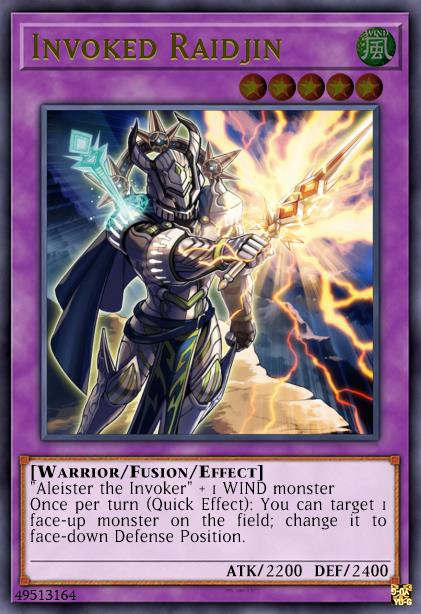 INVOKED RAIDJIN
WIND
風
[WARRIOR/FUSION/EFFECT]
"Aleister the Invoker" + 1 WIND monster
Once per turn (Quick Effect): You can target 1
face-up monster on the field; change it to
face-down Defense Position.
ATK/2200 DEF/2400
49513164